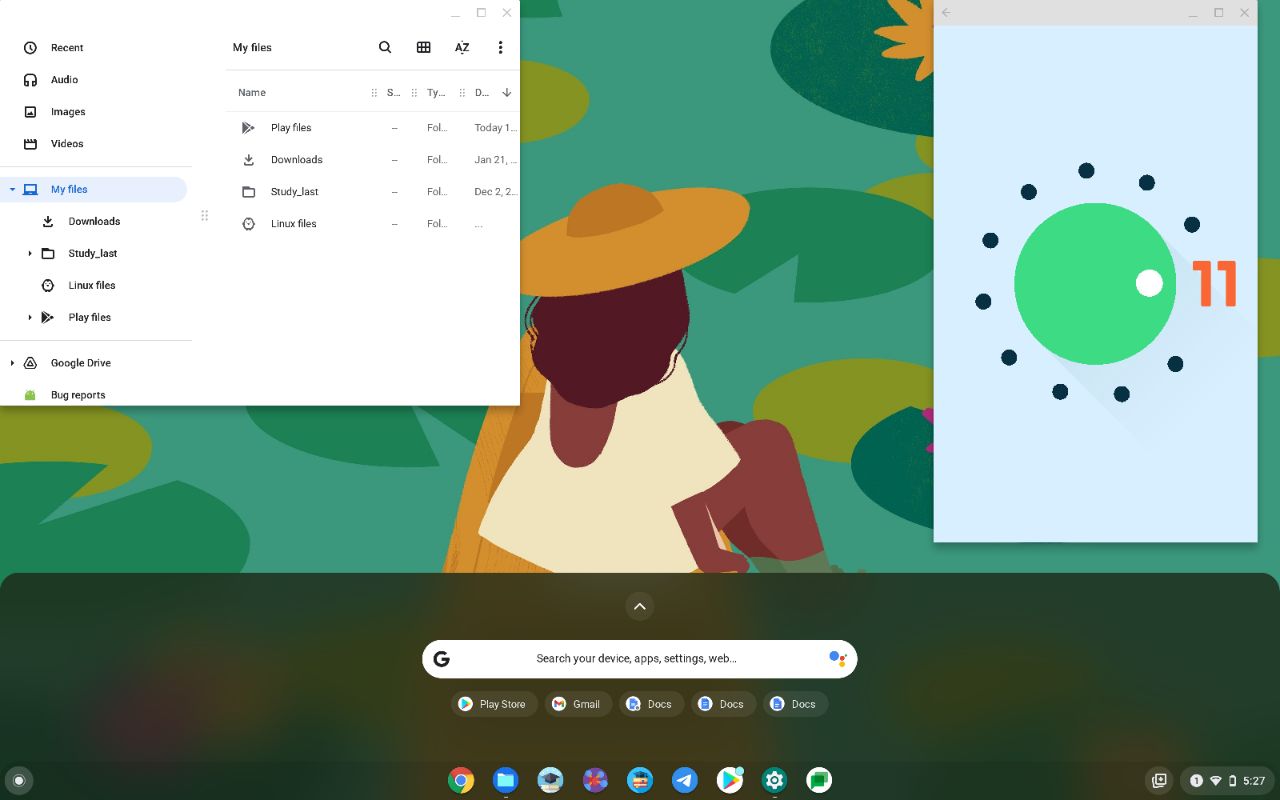 Recent
Audio
Images
Videos
My files
Downloads
Study_last
Linux files
Play files
Google Drive
Bug reports
My files
AZ
Name S... Ty... D...
Play files -- Fol... Today 1...
Downloads -- Fol... Jan 21, ...
Study_last -- Fol... Dec 2, 2...
Linux files -- Fol... ...
11
G Search your device, apps, settings, web...
Play Store Gmail Docs Docs Docs
1 5:27